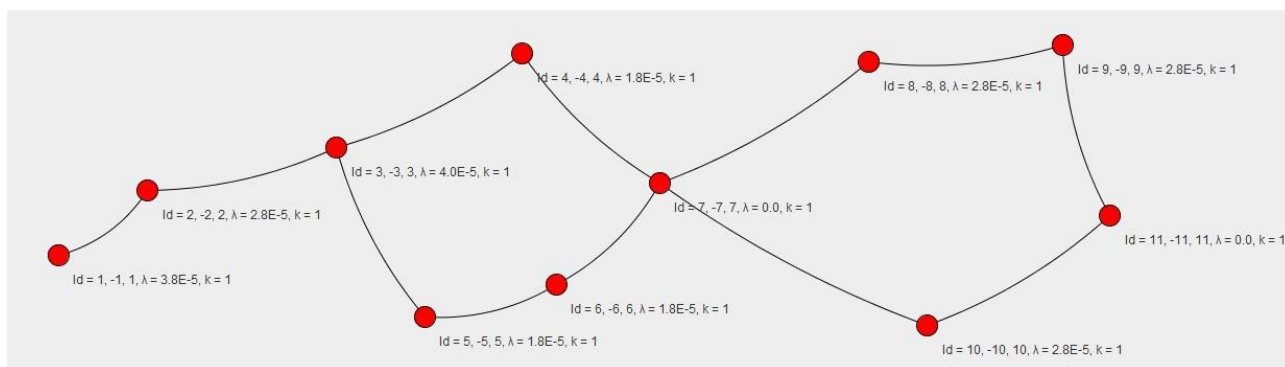 Id = 4, -4, 4, λ = 1.8E-5, k = 1
Id = 9, -9, 9, λ = 2.8E-5, k = 1
Id = 8, -8, 8, λ = 2.8E-5, k = 1
Id = 3, -3, 3, λ = 4.0E-5, k = 1
Id = 7, -7, 7, λ = 0.0, k = 1
Id = 2, -2, 2, λ = 2.8E-5, k = 1
Id = 11, -11, 11, λ = 0.0, k = 1
Id = 1, -1, 1, λ = 3.8E-5, k = 1
Id = 6, -6, 6, λ = 1.8E-5, k = 1
Id = 5, -5, 5, λ = 1.8E-5, k = 1
Id = 10, -10, 10, λ = 2.8E-5, k = 1